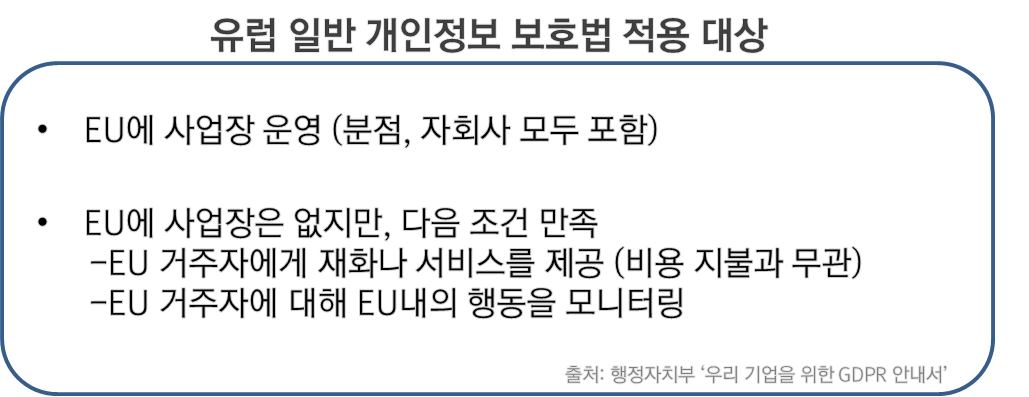 유럽 일반 개인정보 보호법 적용 대상
• EU에 사업장 운영 (분점, 자회사 모두 포함)
• EU에 사업장은 없지만, 다음 조건 만족
-EU 거주자에게 재화나 서비스를 제공 (비용 지불과 무관)
-EU 거주자에 대해 EU내의 행동을 모니터링
출처: 행정자치부 ‘우리 기업을 위한 GDPR 안내서’